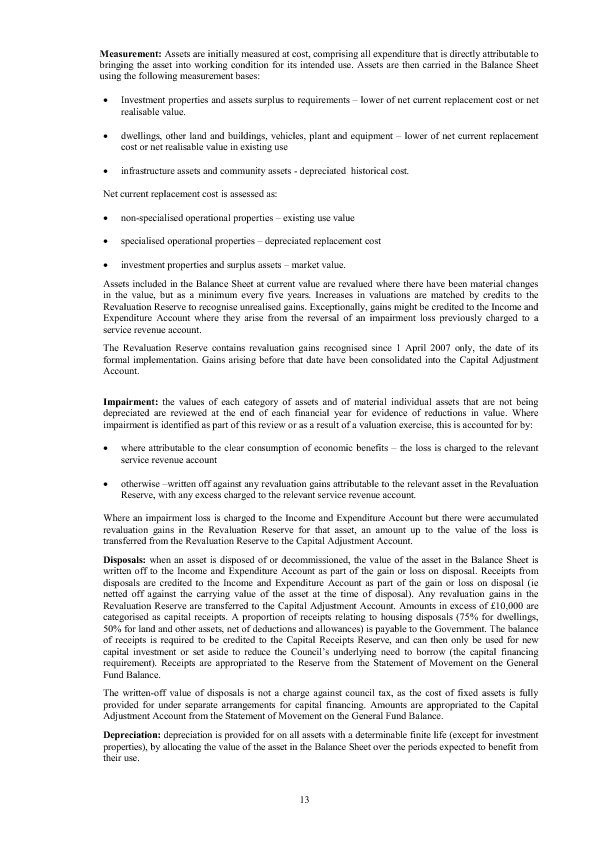 Measurement: Assets are initially measured at cost, comprising all expenditure that is directly attributable to
bringing the asset into working condition for its intended use. Assets are then carried in the Balance Sheet
using the following measurement bases:
• Investment properties and assets surplus to requirements – lower of net current replacement cost or net
realisable value.
• dwellings, other land and buildings, vehicles, plant and equipment – lower of net current replacement
cost or net realisable value in existing use
• infrastructure assets and community assets - depreciated historical cost.
Net current replacement cost is assessed as:
• non-specialised operational properties – existing use value
• specialised operational properties – depreciated replacement cost
• investment properties and surplus assets – market value.
Assets included in the Balance Sheet at current value are revalued where there have been material changes
in the value, but as a minimum every five years. Increases in valuations are matched by credits to the
Revaluation Reserve to recognise unrealised gains. Exceptionally, gains might be credited to the Income and
Expenditure Account where they arise from the reversal of an impairment loss previously charged to a
service revenue account.
The Revaluation Reserve contains revaluation gains recognised since 1 April 2007 only, the date of its
formal implementation. Gains arising before that date have been consolidated into the Capital Adjustment
Account.
Impairment: the values of each category of assets and of material individual assets that are not being
depreciated are reviewed at the end of each financial year for evidence of reductions in value. Where
impairment is identified as part of this review or as a result of a valuation exercise, this is accounted for by:
• where attributable to the clear consumption of economic benefits – the loss is charged to the relevant
service revenue account
• otherwise –written off against any revaluation gains attributable to the relevant asset in the Revaluation
Reserve, with any excess charged to the relevant service revenue account.
Where an impairment loss is charged to the Income and Expenditure Account but there were accumulated
revaluation gains in the Revaluation Reserve for that asset, an amount up to the value of the loss is
transferred from the Revaluation Reserve to the Capital Adjustment Account.
Disposals: when an asset is disposed of or decommissioned, the value of the asset in the Balance Sheet is
written off to the Income and Expenditure Account as part of the gain or loss on disposal. Receipts from
disposals are credited to the Income and Expenditure Account as part of the gain or loss on disposal (ie
netted off against the carrying value of the asset at the time of disposal). Any revaluation gains in the
Revaluation Reserve are transferred to the Capital Adjustment Account. Amounts in excess of £10,000 are
categorised as capital receipts. A proportion of receipts relating to housing disposals (75% for dwellings,
50% for land and other assets, net of deductions and allowances) is payable to the Government. The balance
of receipts is required to be credited to the Capital Receipts Reserve, and can then only be used for new
capital investment or set aside to reduce the Council’s underlying need to borrow (the capital financing
requirement). Receipts are appropriated to the Reserve from the Statement of Movement on the General
Fund Balance.
The written-off value of disposals is not a charge against council tax, as the cost of fixed assets is fully
provided for under separate arrangements for capital financing. Amounts are appropriated to the Capital
Adjustment Account from the Statement of Movement on the General Fund Balance.
Depreciation: depreciation is provided for on all assets with a determinable finite life (except for investment
properties), by allocating the value of the asset in the Balance Sheet over the periods expected to benefit from
their use.
13